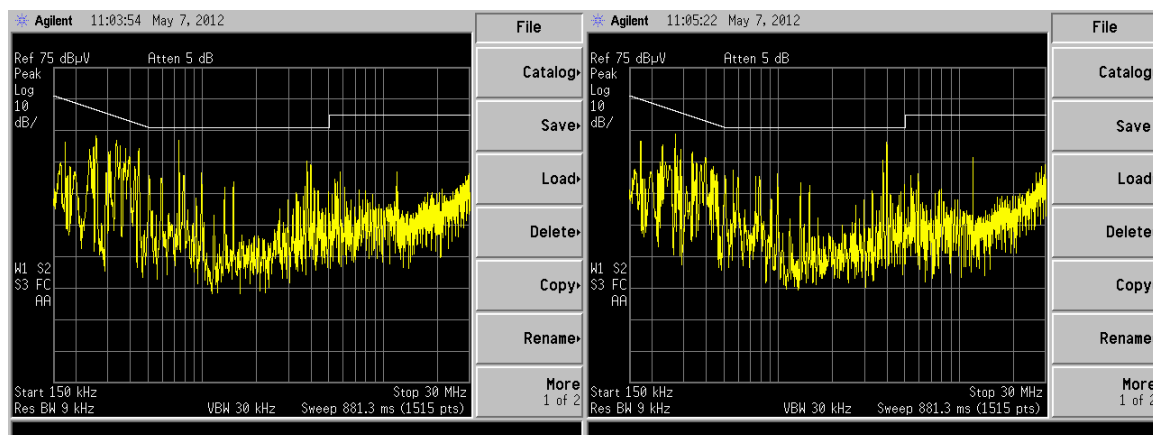 Agilent 11:03:54 May 7, 2012
Ref 75 dBµV Atten 5 dB
Peak
Log
10
dB/
W1 S2
S3 FC
AA
Start 150 kHz Stop 30 MHz
Res BW 9 kHz VBW 30 kHz Sweep 881.3 ms (1515 pts)
File
Catalog
Save
Load
Delete
Copy
Rename
More
1 of 2
Agilent 11:05:22 May 7, 2012
Ref 75 dBµV Atten 5 dB
Peak
Log
10
dB/
W1 S2
S3 FC
AA
Start 150 kHz Stop 30 MHz
Res BW 9 kHz VBW 30 kHz Sweep 881.3 ms (1515 pts)
File
Catalog
Save
Load
Delete
Copy
Rename
More
1 of 2